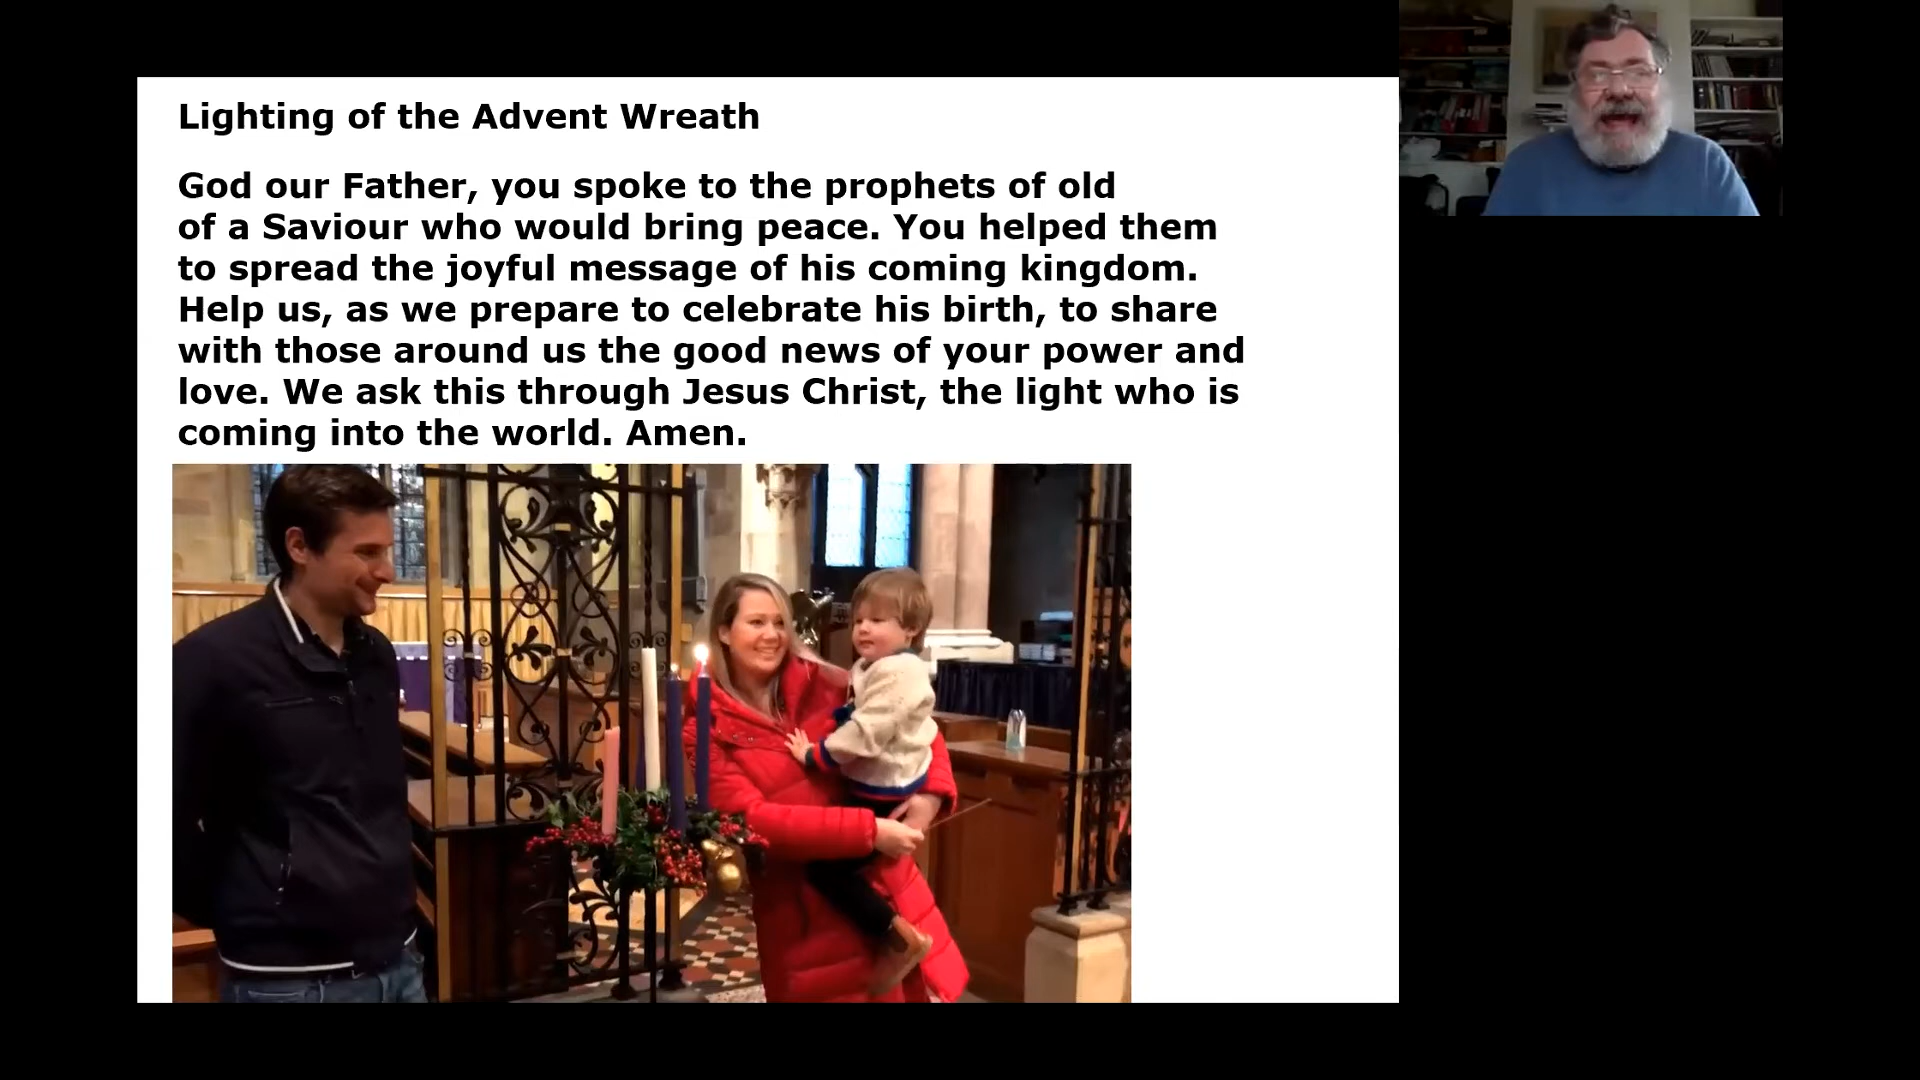 Lighting of the Advent Wreath
God our Father, you spoke to the prophets of old
of a Saviour who would bring peace. You helped them
to spread the joyful message of his coming kingdom.
Help us, as we prepare to celebrate his birth, to share
with those around us the good news of your power and
love. We ask this through Jesus Christ, the light who is
coming into the world. Amen.